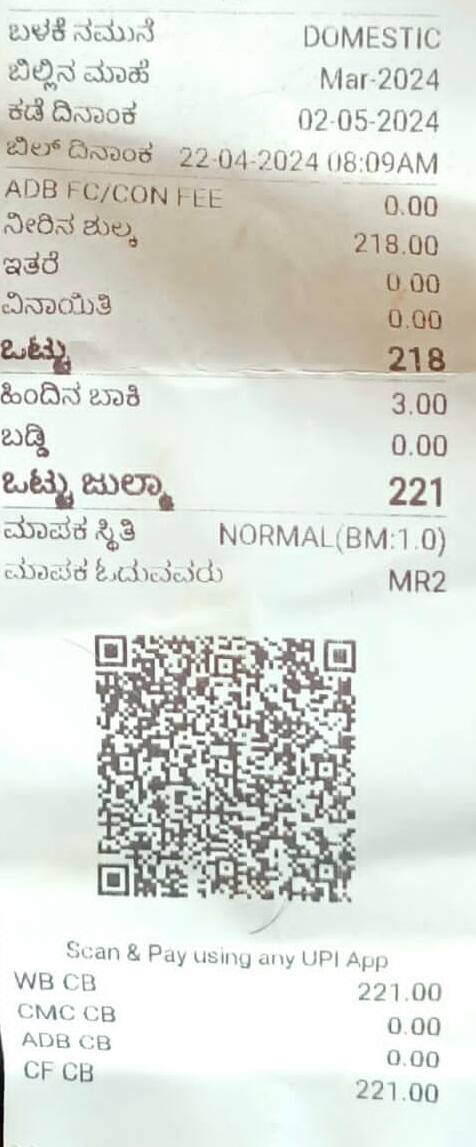 ಬಳಕೆ ನಮುನೆ DOMESTIC
ಬಿಲ್ಲಿನ ಮಾಹೆ Mar-2024
ಕಡೆ ದಿನಾಂಕ 02-05-2024
ಬಿಲ್ ದಿನಾಂಕ 22-04-2024 08:09AM
ADB FC/CON FEE 0.00
ನೀರಿನ ಶುಲ್ಕ 218.00
ಇತರೆ 0.00
ವಿನಾಯಿತಿ 0.00
ಒಟ್ಟು 218
ಹಿಂದಿನ ಬಾಕಿ 3.00
ಬಡ್ಡಿ 0.00
ಒಟ್ಟು ಜುಲ್ಮಾ 221
ಮಾಪಕ ಸ್ಥಿತಿ NORMAL(BM:1.0)
ಮಾಪಕ ಓದುವವರು MR2
Scan & Pay using any UPI App
WB CB 221.00
CMC CB 0.00
ADB CB 0.00
CF CB 221.00